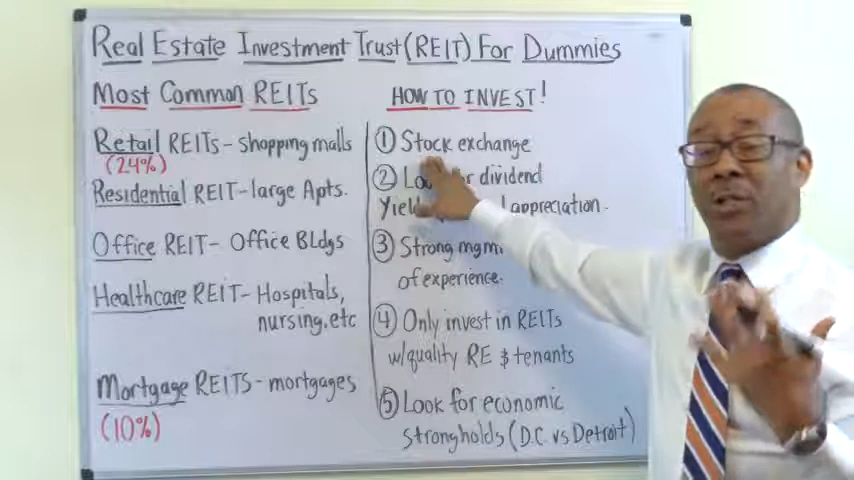 Real Estate Investment Trust (REIT) For Dummies
Most Common REITs
Retail REITs - shopping malls
(24%)
Residential REIT - large Apts.
Office REIT - Office BLdgs
Healthcare REIT - Hospitals,
nursing.etc
Mortgage REITS - mortgages
(10%)
HOW TO INVEST!
① Stock exchange
② dividend
appreciation.
③ Strong
of experience.
④ Only invest in REITs
w/quality RE & tenants
⑤ Look for economic
strongholds (D.C. vs Detroit)